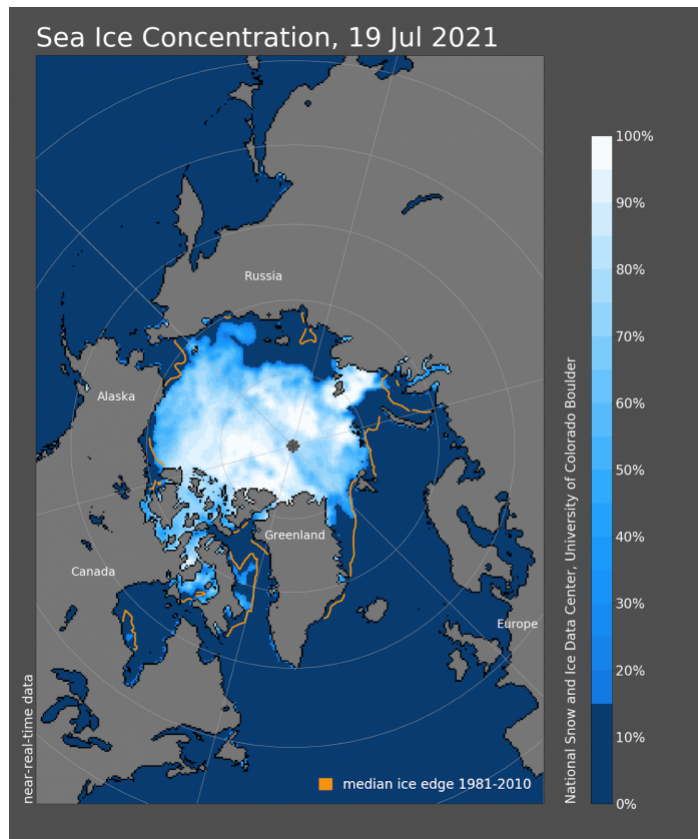 Sea Ice Concentration, 19 Jul 2021
Russia
Alaska
Greenland
Canada
Europe
near-real-time data
median ice edge 1981-2010
100%
90%
80%
70%
60%
50%
40%
30%
20%
10%
0%
National Snow and Ice Data Center, University of Colorado Boulder